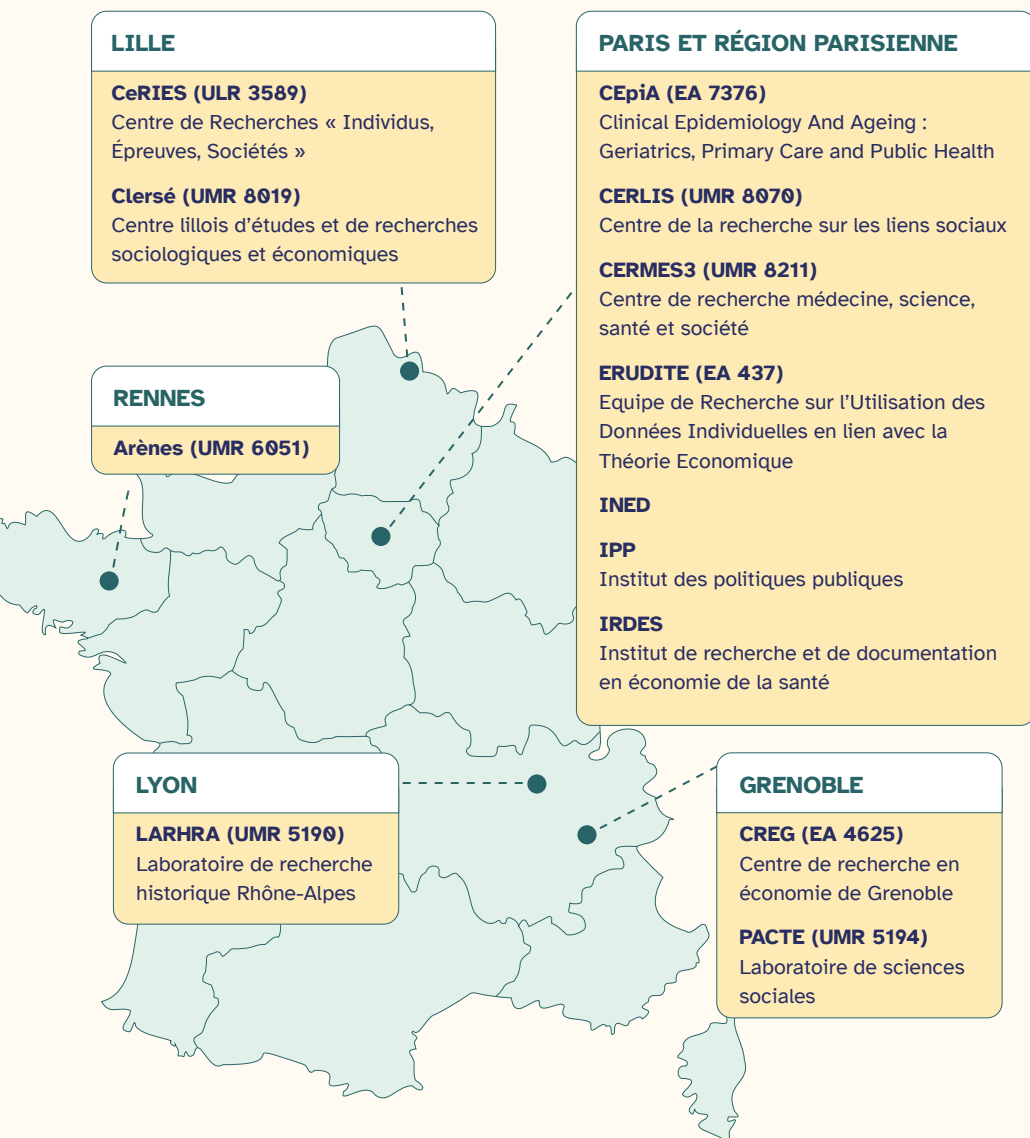 LILLE
CeRIES (ULR 3589)
Centre de Recherches « Individus,
Épreuves, Sociétés »
Clersé (UMR 8019)
Centre lillois d’études et de recherches
sociologiques et économiques
PARIS ET RÉGION PARISIENNE
CEpiA (EA 7376)
Clinical Epidemiology And Ageing :
Geriatrics, Primary Care and Public Health
CERLIS (UMR 8070)
Centre de la recherche sur les liens sociaux
CERMES3 (UMR 8211)
Centre de recherche médecine, science,
santé et société
ERUDITE (EA 437)
Equipe de Recherche sur l’Utilisation des
Données Individuelles en lien avec la
Théorie Economique
INED
IPP
Institut des politiques publiques
IRDES
Institut de recherche et de documentation
en économie de la santé
RENNES
Arènes (UMR 6051)
LYON
LARHRA (UMR 5190)
Laboratoire de recherche
historique Rhône-Alpes
GRENOBLE
CREG (EA 4625)
Centre de recherche en
économie de Grenoble
PACTE (UMR 5194)
Laboratoire de sciences
sociales